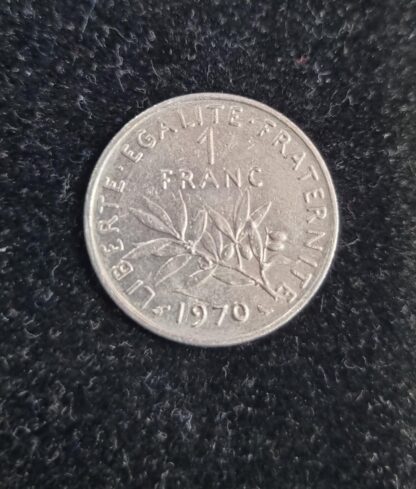 LIBERTE · EGALITE · FRATERNITE
1
FRANC
1970